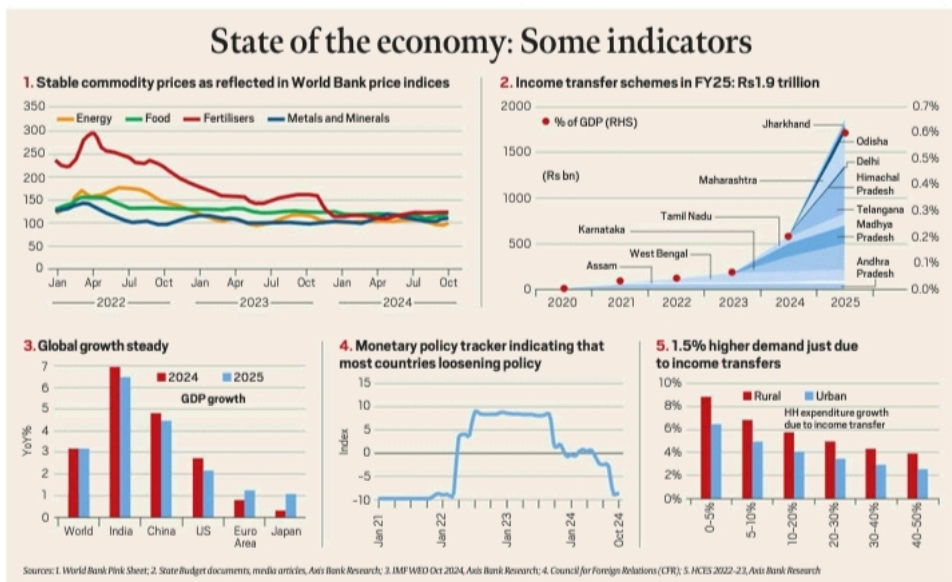 State of the economy: Some indicators
1. Stable commodity prices as reflected in World Bank price indices
350
300
250
200
150
100
50
0
Energy Food Fertilisers Metals and Minerals
Jan Apr Jul Oct Jan Apr Jul Oct Jan Apr Jul Oct
2022 2023 2024
2. Income transfer schemes in FY25: Rs1.9 trillion
2000
1500
1000
500
0
% of GDP (RHS)
(Rs bn)
0.7%
0.6%
0.5%
0.4%
0.3%
0.2%
0.1%
0.0%
Jharkhand
Odisha
Delhi
Maharashtra
Himachal
Pradesh
Tamil Nadu
Telangana
Karnataka
Madhya
Pradesh
West Bengal
Assam
Andhra
Pradesh
2020 2021 2022 2023 2024 2025
3. Global growth steady
7
6
5
4
3
2
1
0
YoY%
2024 2025
GDP growth
World India China US Euro Japan
Area
4. Monetary policy tracker indicating that
most countries loosening policy
15
10
5
0
-5
-10
Index
Jan 21
Jan 22
Jan 23
Jan 24
Oct 24
5. 1.5% higher demand just due
to income transfers
10%
8%
6%
4%
2%
0%
Rural Urban
HH expenditure growth
due to income transfer
0-5%
5-10%
10-20%
20-30%
30-40%
40-50%
Sources: 1. World Bank Pink Sheet; 2. State Budget documents, media articles, Axis Bank Research; 3. IMF WEO Oct 2024, Axis Bank Research; 4. Council for Foreign Relations (CFR); 5. HCES 2022-23, Axis Bank Research